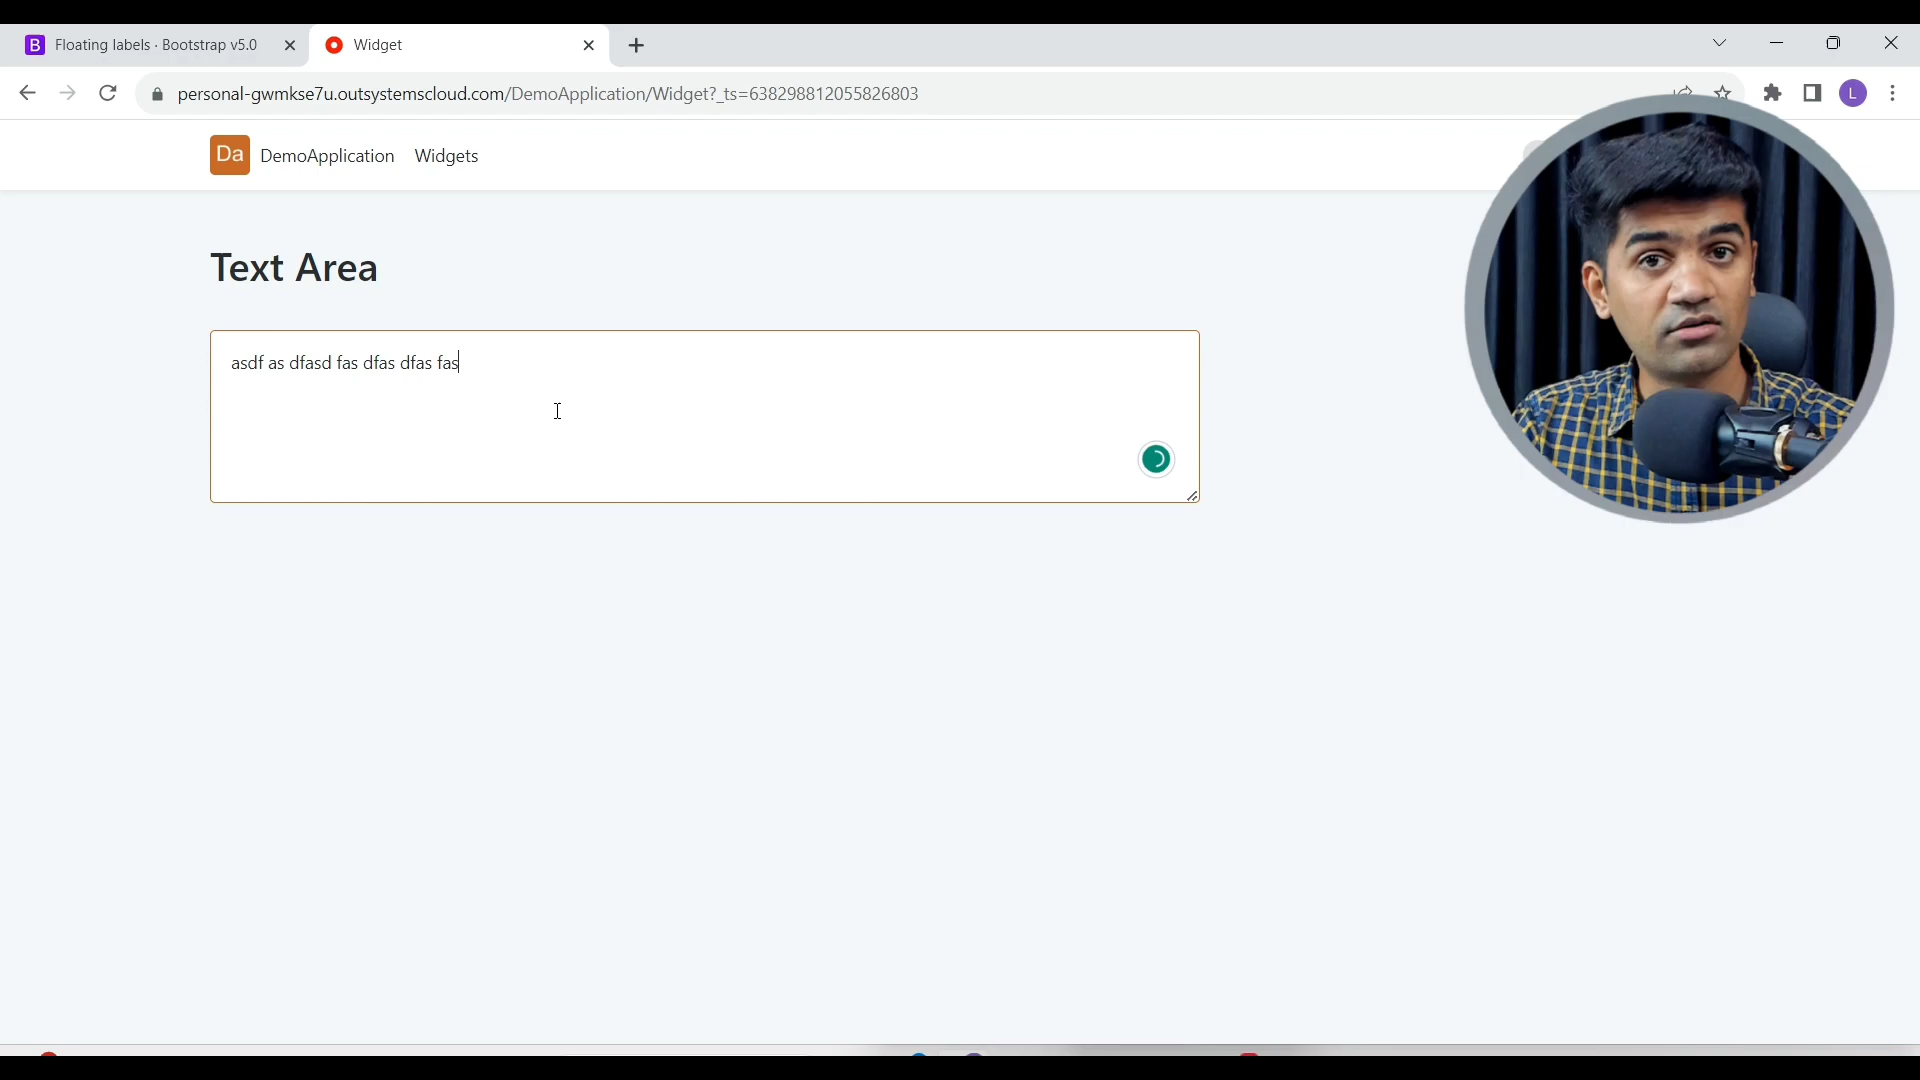 B Floating labels · Bootstrap v5.0
Widget
personal-gwmkse7u.outsystemscloud.com/DemoApplication/Widget?_ts=638298812055826803
L
Da DemoApplication Widgets
Text Area
asdf as dfasd fas dfas dfas fas